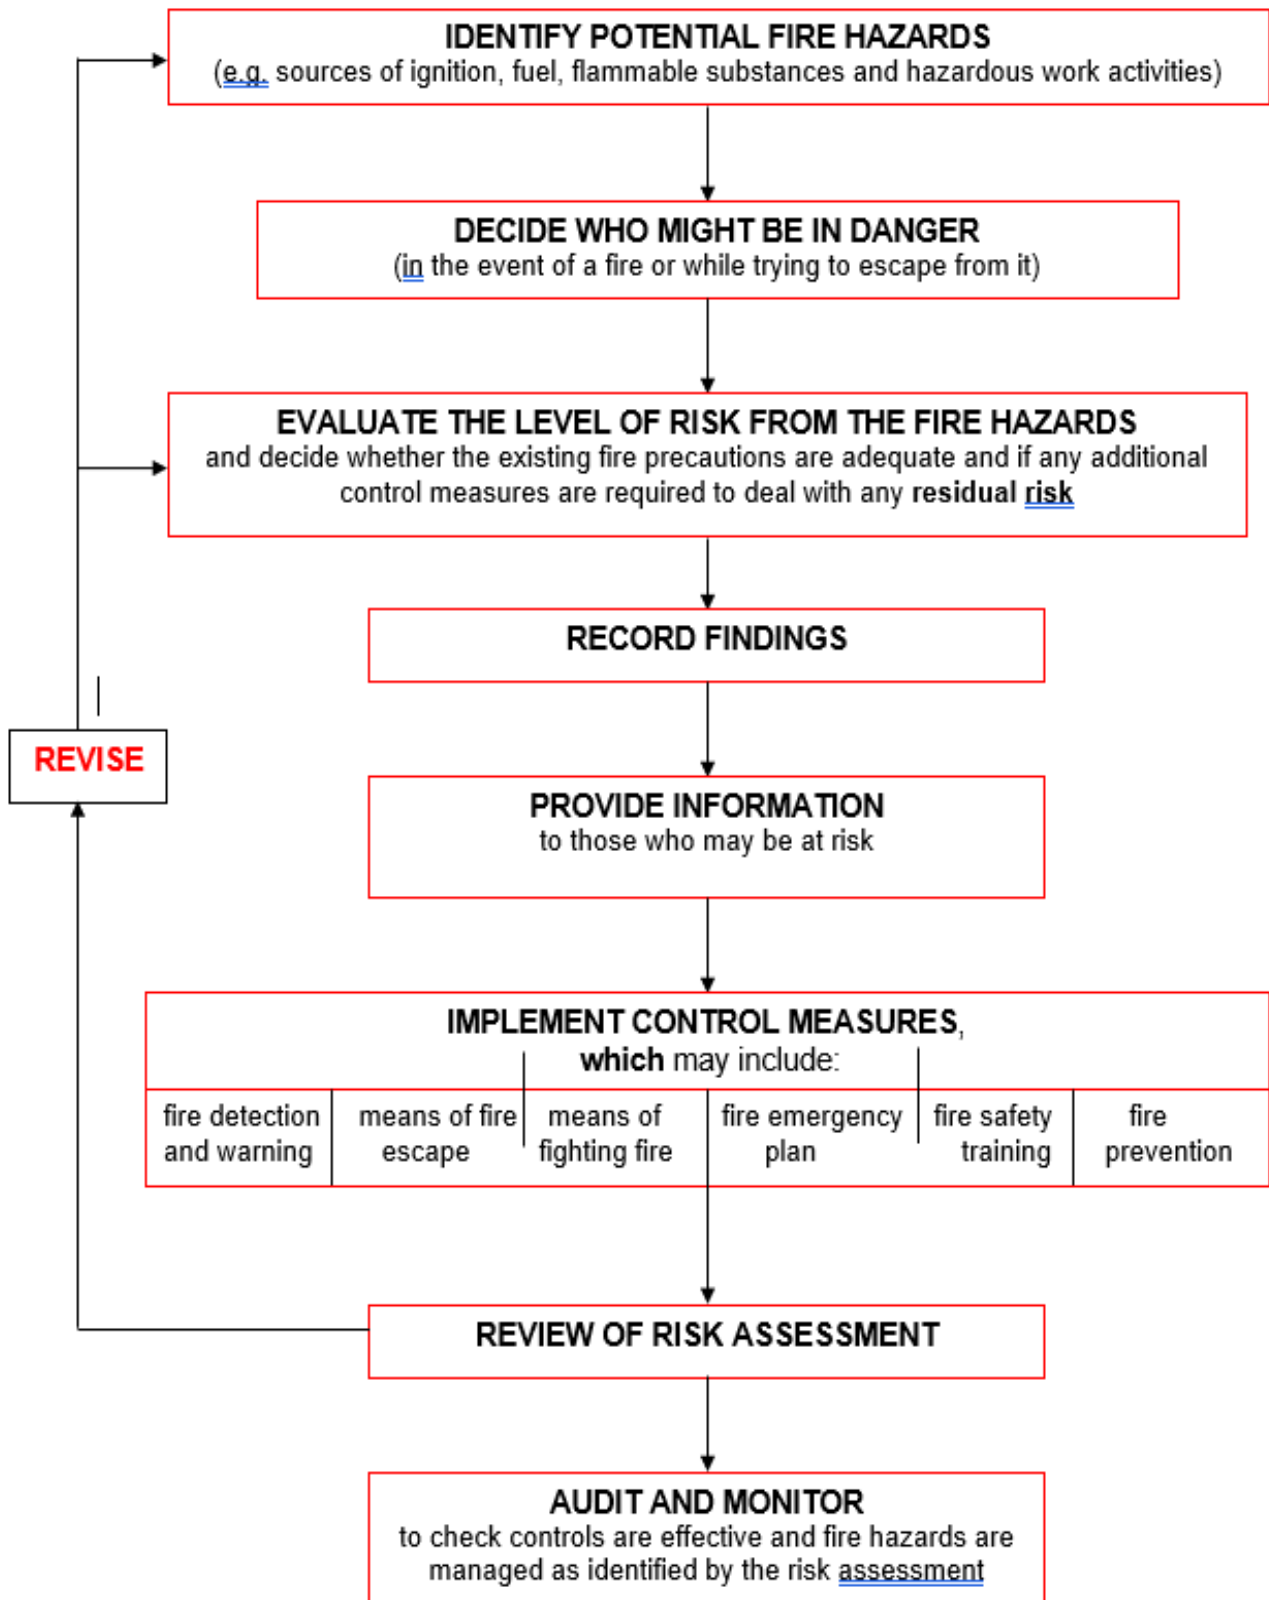 IDENTIFY POTENTIAL FIRE HAZARDS
(e.g. sources of ignition, fuel, flammable substances and hazardous work activities)
DECIDE WHO MIGHT BE IN DANGER
(in the event of a fire or while trying to escape from it)
EVALUATE THE LEVEL OF RISK FROM THE FIRE HAZARDS
and decide whether the existing fire precautions are adequate and if any additional
control measures are required to deal with any residual risk
RECORD FINDINGS
REVISE
PROVIDE INFORMATION
to those who may be at risk
IMPLEMENT CONTROL MEASURES,
which may include:
fire detection
and warning
means of fire
escape
means of
fighting fire
fire emergency
plan
fire safety
training
fire
prevention
REVIEW OF RISK ASSESSMENT
AUDIT AND MONITOR
to check controls are effective and fire hazards are
managed as identified by the risk assessment